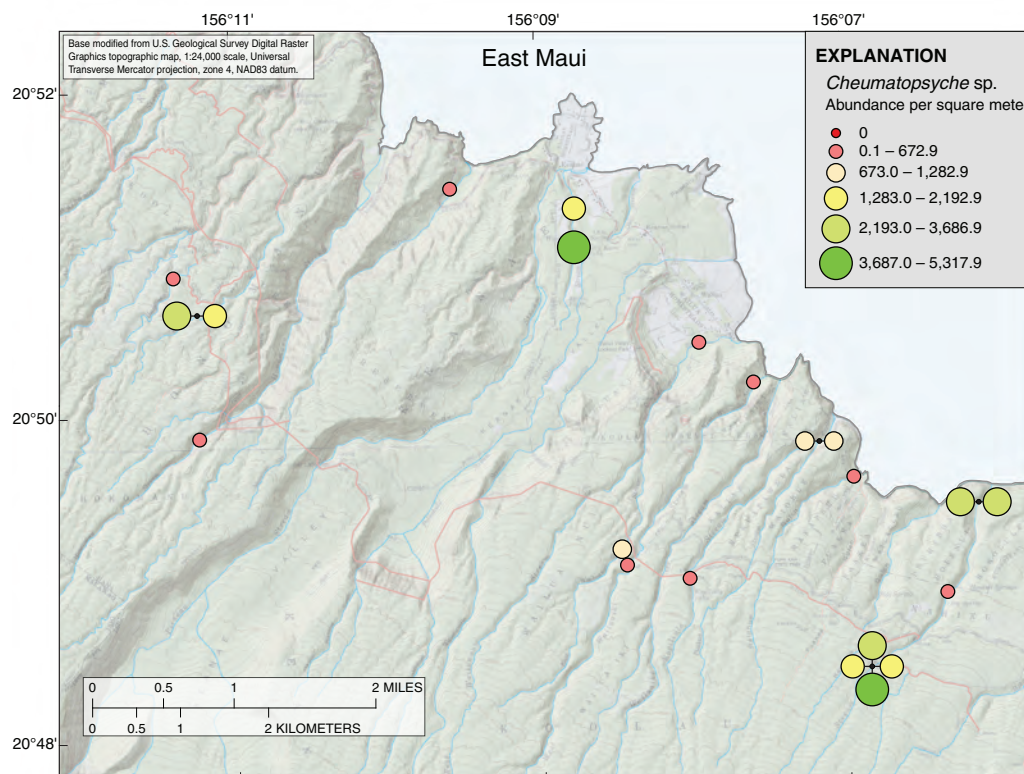 156°11'
156°09'
156°07'
Base modified from U.S. Geological Survey Digital Raster
Graphics topographic map, 1:24,000 scale, Universal
Transverse Mercator projection, zone 4, NAD83 datum.
East Maui
EXPLANATION
Cheumatopsyche sp.
Abundance per square mete
0
0.1 – 672.9
673.0 – 1,282.9
1,283.0 – 2,192.9
2,193.0 – 3,686.9
3,687.0 – 5,317.9
20°52'
20°50'
20°48'
0 0.5 1 2 MILES
0 0.5 1 2 KILOMETERS